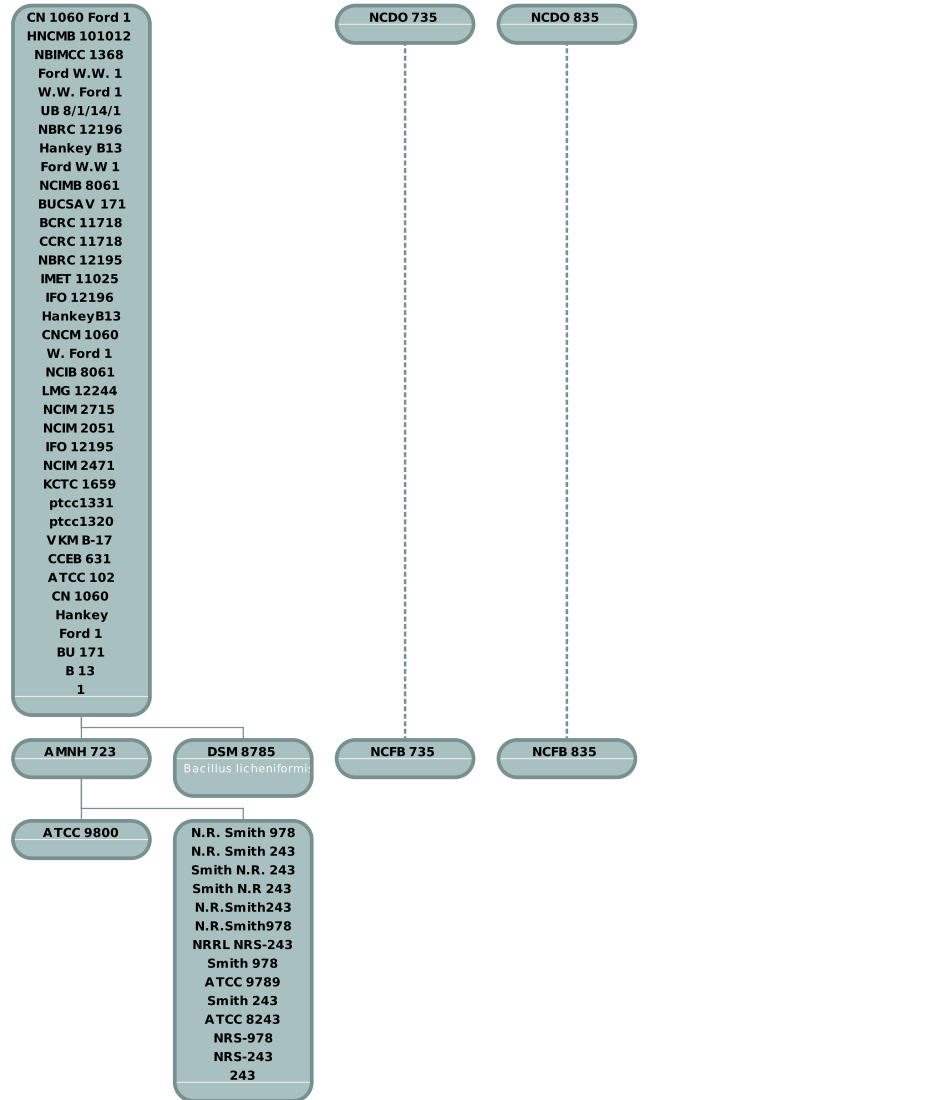 CN 1060 Ford 1
HNCMB 101012
NBIMCC 1368
Ford W.W. 1
W.W. Ford 1
UB 8/1/14/1
NBRC 12196
Hankey B13
Ford W.W 1
NCIMB 8061
BUCSAV 171
BCRC 11718
CCRC 11718
NBRC 12195
IMET 11025
IFO 12196
HankeyB13
CNCM 1060
W. Ford 1
NCIB 8061
LMG 12244
NCIM 2715
NCIM 2051
IFO 12195
NCIM 2471
KCTC 1659
ptcc1331
ptcc1320
VKM B-17
CCEB 631
ATCC 102
CN 1060
Hankey
Ford 1
BU 171
B 13
1
NCDO 735
NCDO 835
AMNH 723
DSM 8785
Bacillus licheniformis
NCFB 735
NCFB 835
ATCC 9800
N.R. Smith 978
N.R. Smith 243
Smith N.R. 243
Smith N.R 243
N.R.Smith243
N.R.Smith978
NRRL NRS-243
Smith 978
ATCC 9789
Smith 243
ATCC 8243
NRS-978
NRS-243
243